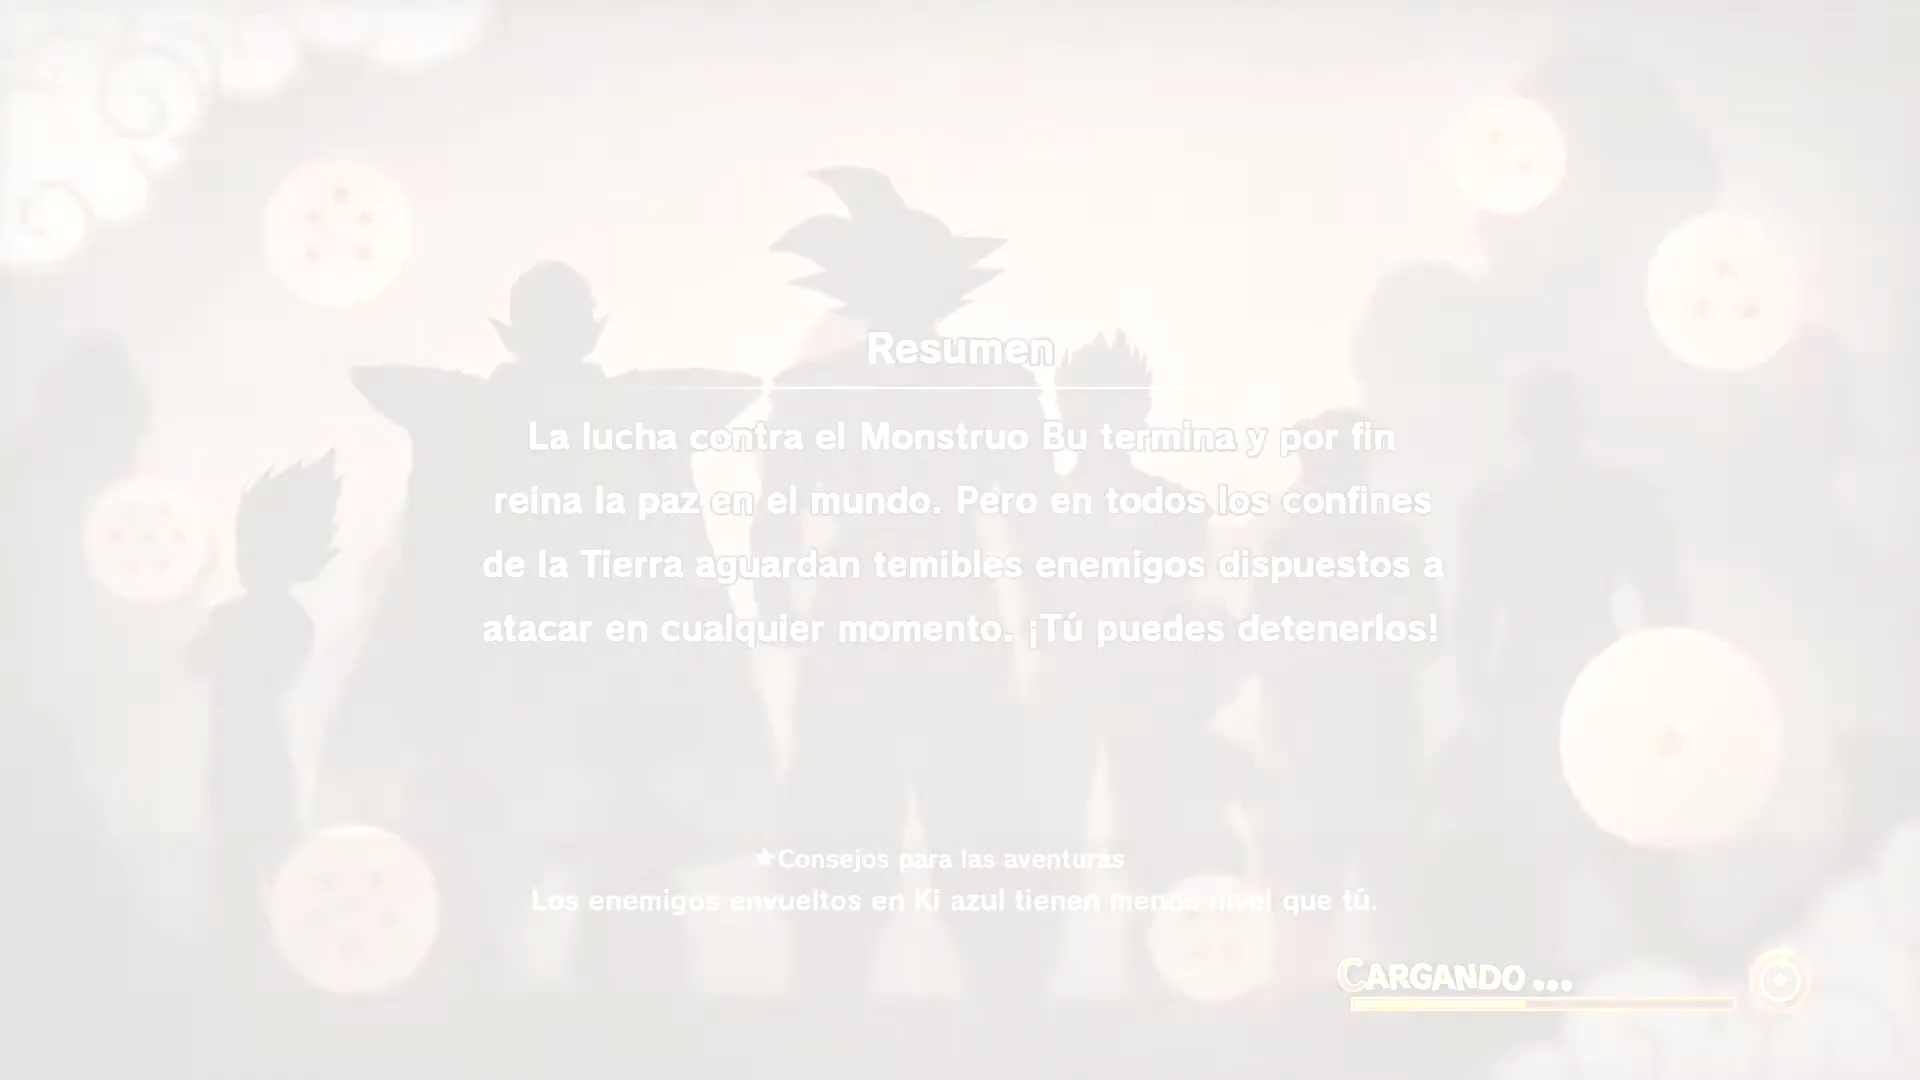 Resumen
La lucha contra el Monstruo Bu termina y por fin
reina la paz en el mundo. Pero en todos los confines
de la Tierra aguardan temibles enemigos dispuestos a
atacar en cualquier momento. ¡Tú puedes detenerlos!
★Consejos para las aventuras
Los enemigos envueltos en Ki azul tienen menos nivel que tú.
CARGANDO...